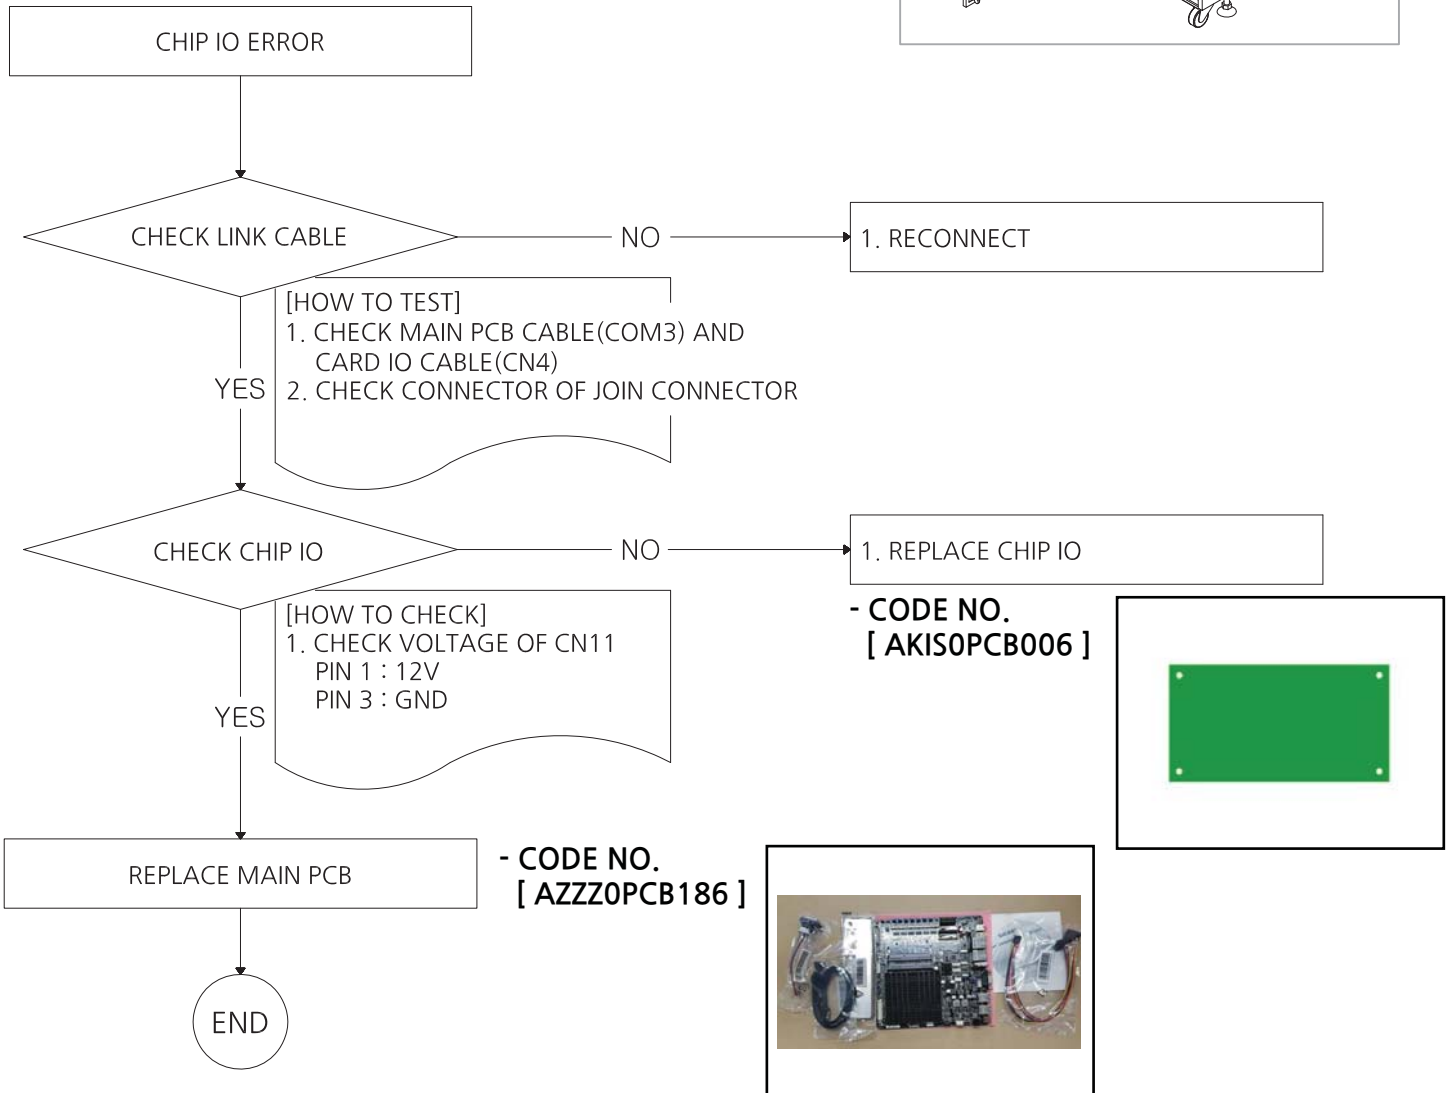 CHIP IO ERROR
CHECK LINK CABLE
NO
1. RECONNECT
[HOW TO TEST]
1. CHECK MAIN PCB CABLE(COM3) AND
CARD IO CABLE(CN4)
2. CHECK CONNECTOR OF JOIN CONNECTOR
YES
CHECK CHIP IO
NO
1. REPLACE CHIP IO
- CODE NO.
[ AKIS0PCB006 ]
[HOW TO CHECK]
1. CHECK VOLTAGE OF CN11
PIN 1 : 12V
PIN 3 : GND
YES
REPLACE MAIN PCB
- CODE NO.
[ AZZZ0PCB186 ]
END